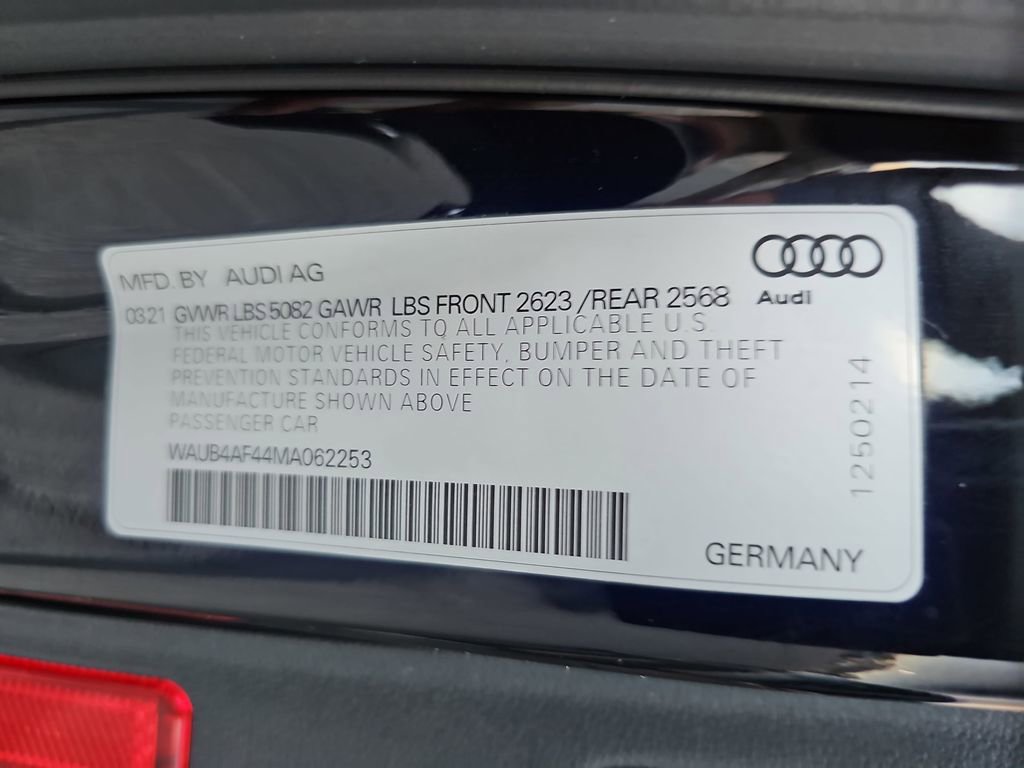 MFD. BY AUDI AG
Audi
03.21 GVWR LBS 5082 GAWR LBS FRONT 2623 /REAR 2568
THIS VEHICLE CONFORMS TO ALL APPLICABLE U.S.
FEDERAL MOTOR VEHICLE SAFETY, BUMPER AND THEFT
PREVENTION STANDARDS IN EFFECT ON THE DATE OF
MANUFACTURE SHOWN ABOVE
PASSENGER CAR
WAUB4AF44MA062253
1250214
GERMANY